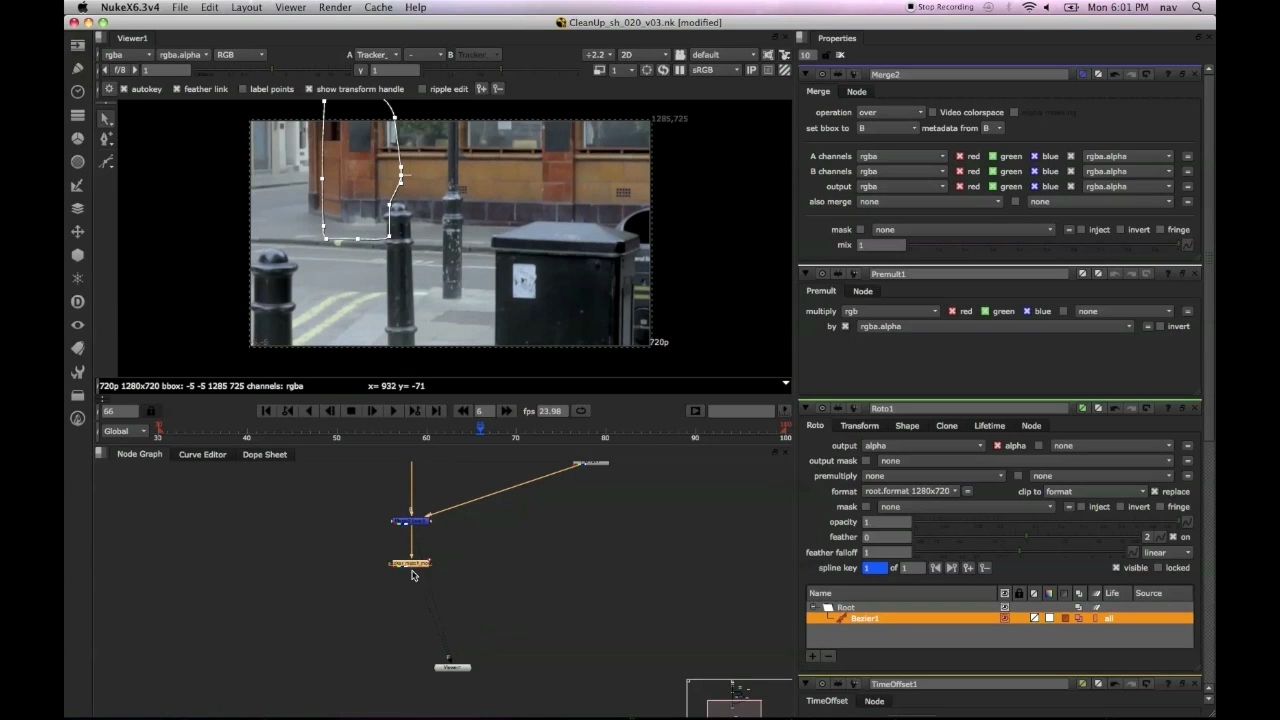 NukeX6.3v4 File Edit Layout Viewer Render Cache Help Stop Recording Mon 6:01 PM nav
CleanUp_sh_020_v03.nk [modified]
Viewer1
rgba rgba.alpha RGB A Tracker_ - B Tracker_ ÷2.2 2D default
f/8 1 y 1 1 sRGB IP
autokey feather link label points show transform handle ripple edit
1285,725
-5 -5
720p
720p 1280x720 bbox: -5 -5 1285 725 channels: rgba x= 932 y= -71
66 6 fps 23.98
Global 30 40 50 60 66 70 80 90 100
Node Graph Curve Editor Dope Sheet
Viewer1
Properties
10
Merge2
Merge Node
operation over Video colorspace
set bbox to B metadata from B
A channels rgba red green blue rgba.alpha =
B channels rgba red green blue rgba.alpha =
output rgba red green blue rgba.alpha =
also merge none none =
mask none = inject invert fringe
mix 1
Premult1
Premult Node
multiply rgb red green blue none =
by rgba.alpha = invert
Roto1
Roto Transform Shape Clone Lifetime Node
output alpha alpha none =
output mask none =
premultiply none none =
format root.format 1280x720 = clip to format replace
mask none = inject invert fringe
opacity 1
feather 0 2 on
feather falloff 1 linear
spline key 1 of 1 visible locked
Name Life Source
Root
Bezier1 all
TimeOffset1
TimeOffset Node